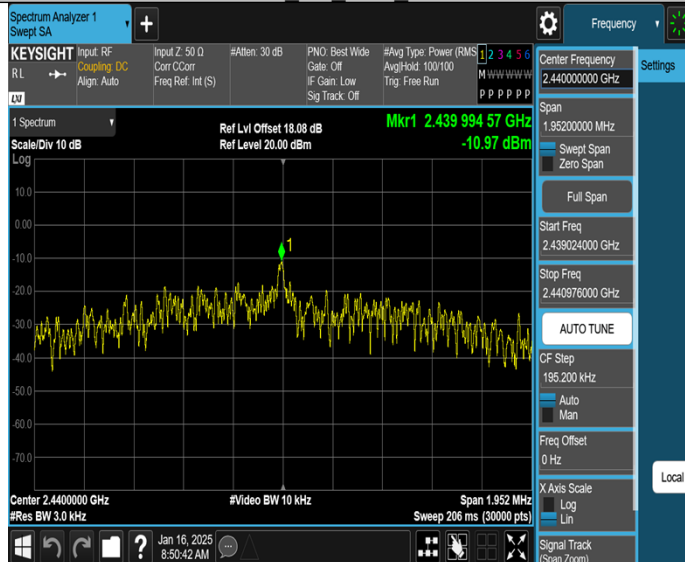 Spectrum Analyzer 1
Swept SA
+
Frequency
KEYSIGHT
RL
LXI
Input: RF
Coupling: DC
Align: Auto
Input Z: 50 Ω
Corr CCorr
Freq Ref: Int (S)
#Atten: 30 dB
PNO: Best Wide
Gate: Off
IF Gain: Low
Sig Track: Off
#Avg Type: Power (RMS
Avg|Hold: 100/100
Trig: Free Run
1 2 3 4 5 6
M W W W W W
P P P P P P
1 Spectrum
Scale/Div 10 dB
Log
Ref Lvl Offset 18.08 dB
Ref Level 20.00 dBm
Mkr1 2.439 994 57 GHz
-10.97 dBm
1
10.0
0.00
-10.0
-20.0
-30.0
-40.0
-50.0
-60.0
-70.0
Center 2.4400000 GHz
#Res BW 3.0 kHz
#Video BW 10 kHz
Span 1.952 MHz
Sweep 206 ms (30000 pts)
?
Jan 16, 2025
8:50:42 AM
Center Frequency
2.440000000 GHz
Span
1.95200000 MHz
Swept Span
Zero Span
Full Span
Start Freq
2.439024000 GHz
Stop Freq
2.440976000 GHz
AUTO TUNE
CF Step
195.200 kHz
Auto
Man
Freq Offset
0 Hz
X Axis Scale
Log
Lin
Signal Track
(Span Zoom)
Settings
Local